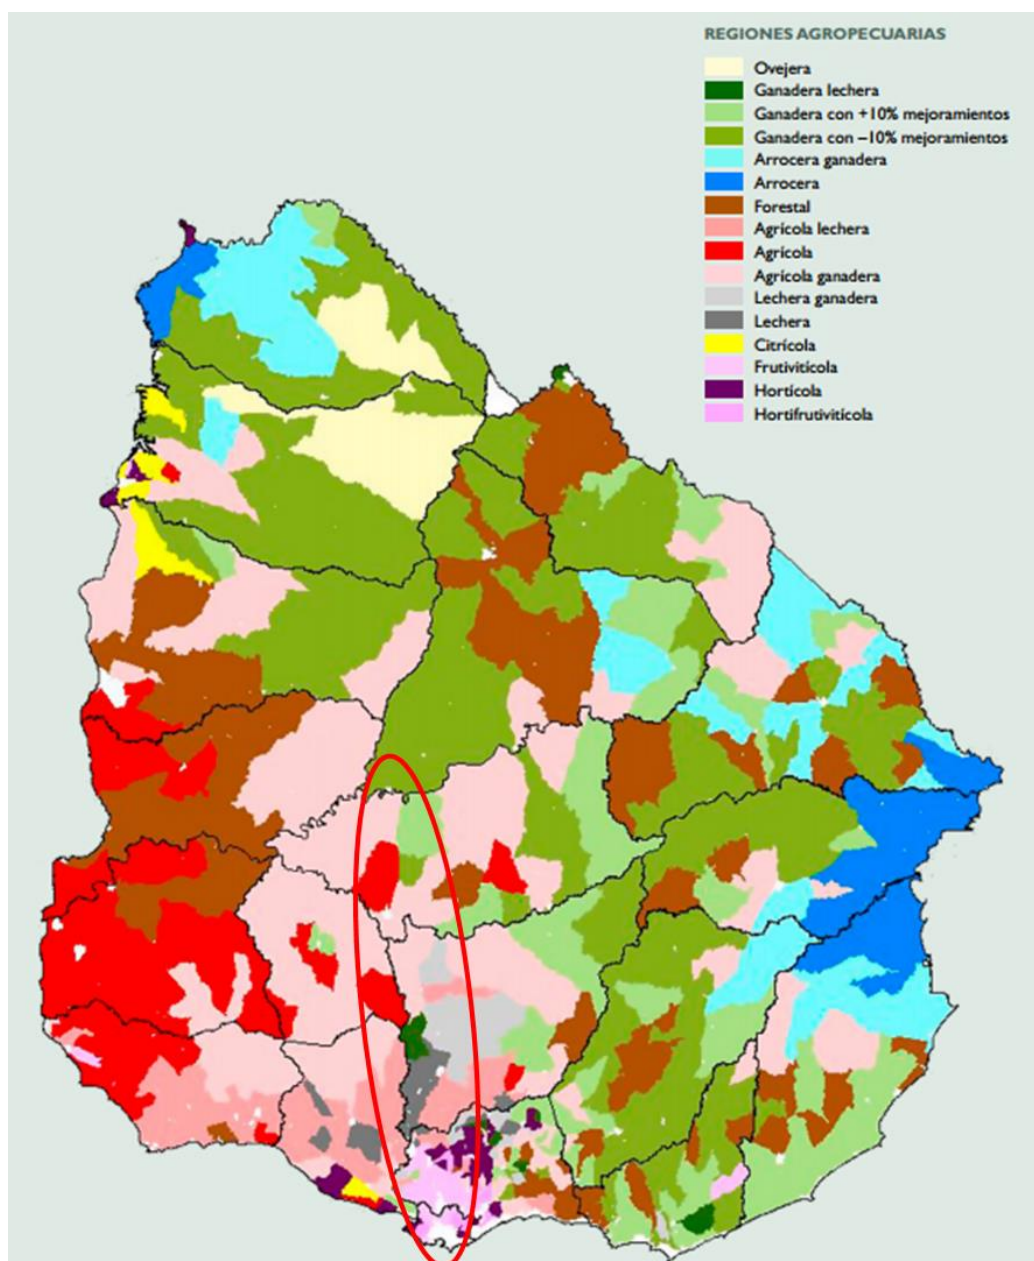 REGIONES AGROPECUARIAS
Ovejera
Ganadera lechera
Ganadera con +10% mejoramientos
Ganadera con –10% mejoramientos
Arrocera ganadera
Arrocera
Forestal
Agrícola lechera
Agrícola
Agrícola ganadera
Lechera ganadera
Lechera
Citrícola
Frutivitícola
Hortícola
Hortifrutivitícola